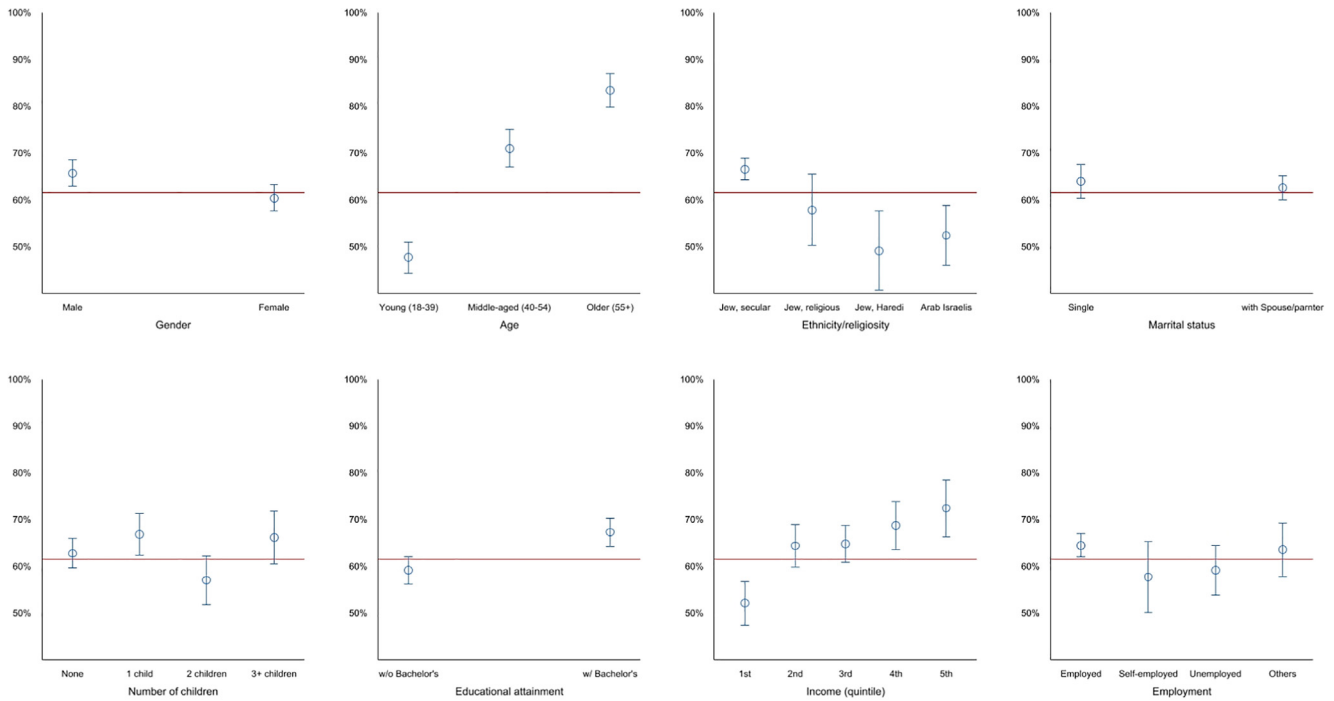 100% 100% 100% 100%
90% 90% 90% 90%
80% 80% 80% 80%
70% 70% 70% 70%
60% 60% 60% 60%
50% 50% 50% 50%
Male Female Young (18-39) Middle-aged (40-54) Older (55+) Jew, secular Jew, religious Jew, Haredi Arab Israelis Single with Spouse/parnter
Gender Age Ethnicity/religiosity Marrital status
100% 100% 100% 100%
90% 90% 90% 90%
80% 80% 80% 80%
70% 70% 70% 70%
60% 60% 60% 60%
50% 50% 50% 50%
None 1 child 2 children 3+ children w/o Bachelor's w/ Bachelor's 1st 2nd 3rd 4th 5th Employed Self-employed Unemployed Others
Number of children Educational attainment Income (quintile) Employment